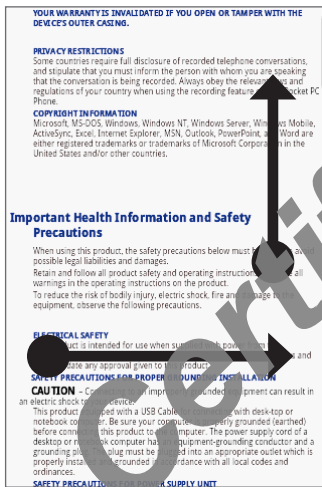 YOUR WARRANTY IS INVALIDATED IF YOU OPEN OR TAMPER WITH THE
DEVICE'S OUTER CASING.
PRIVACY RESTRICTIONS
Some countries require full disclosure of recorded telephone conversations,
and stipulate that you must inform the person with whom you are speaking
that the conversation is being recorded. Always obey the relevant laws and
regulations of your country when using the recording feature Pocket PC
Phone.
COPYRIGHT INFORMATION
Microsoft, MS-DOS, Windows, Windows NT, Windows Server, Windows Mobile,
ActiveSync, Excel, Internet Explorer, MSN, Outlook, PowerPoint, and Word are
either registered trademarks or trademarks of Microsoft Corporation in the
United States and/or other countries.
Important Health Information and Safety
Precautions
When using this product, the safety precautions below must avoid
possible legal liabilities and damages.
Retain and follow all product safety and operating instructions. all
warnings in the operating instructions on the product.
To reduce the risk of bodily injury, electric shock, fire and damage to the
equipment, observe the following precautions.
ELECTRICAL SAFETY
product is intended for use when supplied with power from
and
any approval given to this product.
SAFETY PRECAUTIONS FOR PROPER GROUNDING INSTALLATION
CAUTION - Connecting to an improperly grounded equipment can result in
an electric shock to your device.
This product equipped with a USB Cable for connecting with desk-top or
notebook computer. Be sure your computer is properly grounded (earthed)
before connecting this product to the computer. The power supply cord of a
desktop or notebook computer has an equipment-grounding conductor and a
grounding plug. The plug must be plugged into an appropriate outlet which is
properly installed and grounded in accordance with all local codes and
ordinances.
SAFETY PRECAUTIONS FOR POWER SUPPLY UNIT
Certif